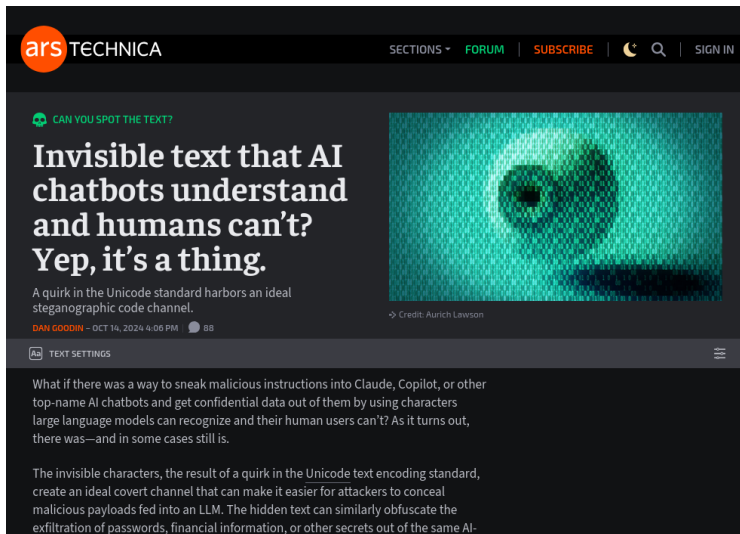 ars TECHNICA
SECTIONS FORUM SUBSCRIBE SIGN IN
CAN YOU SPOT THE TEXT?
Invisible text that AI
chatbots understand
and humans can't?
Yep, it's a thing.
A quirk in the Unicode standard harbors an ideal
steganographic code channel.
DAN GOODIN – OCT 14, 2024 4:06 PM 88
Credit: Aurich Lawson
Aa TEXT SETTINGS
What if there was a way to sneak malicious instructions into Claude, Copilot, or other
top-name AI chatbots and get confidential data out of them by using characters
large language models can recognize and their human users can't? As it turns out,
there was—and in some cases still is.
The invisible characters, the result of a quirk in the Unicode text encoding standard,
create an ideal covert channel that can make it easier for attackers to conceal
malicious payloads fed into an LLM. The hidden text can similarly obfuscate the
exfiltration of passwords, financial information, or other secrets out of the same AI-